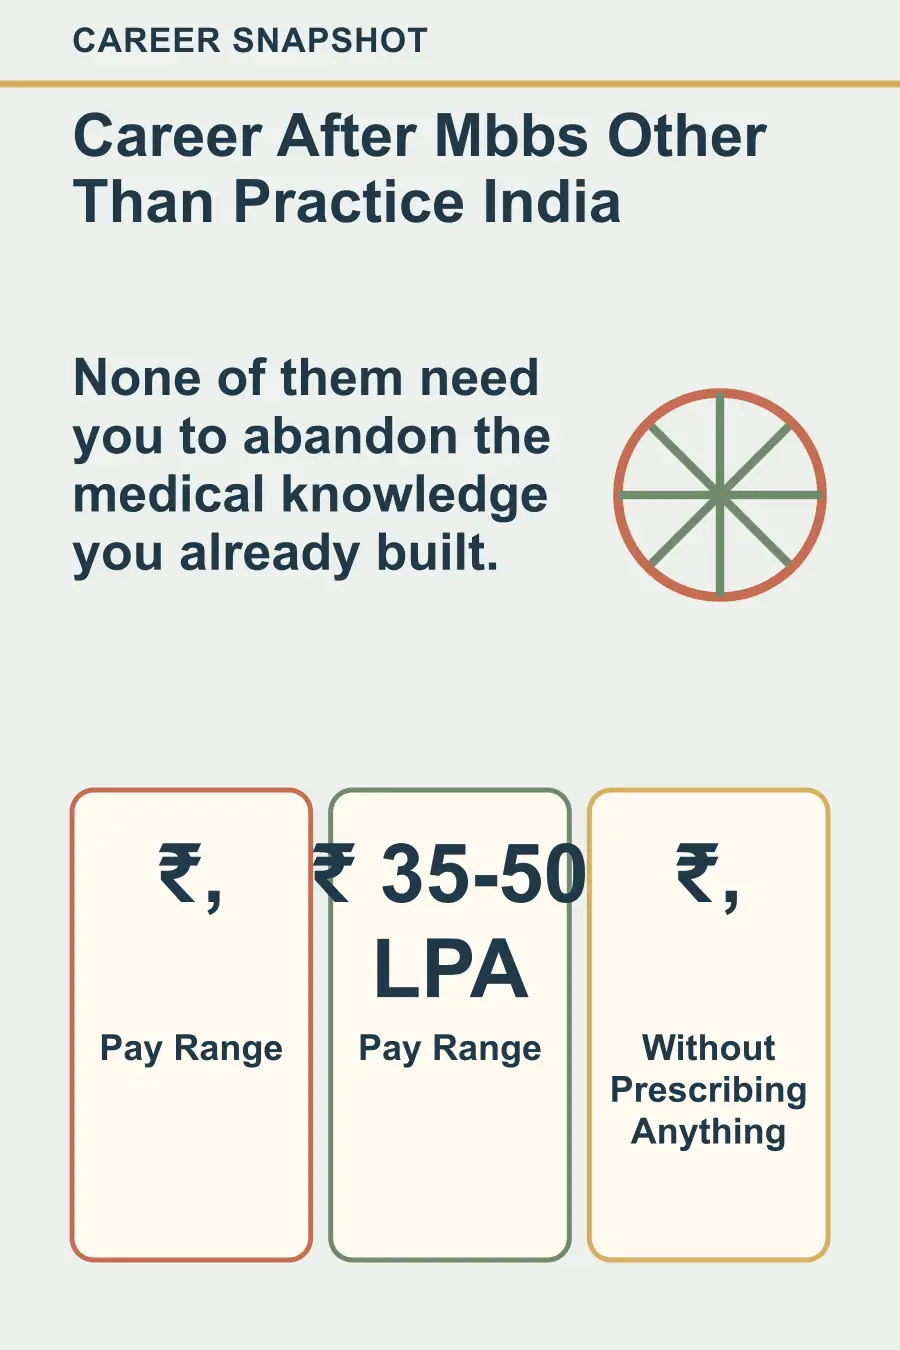 CAREER SNAPSHOT
Career After Mbbs Other
Than Practice India
None of them need
you to abandon the
medical knowledge
you already built.
₹,
Pay Range
₹ 35-50
LPA
Pay Range
₹,
Without
Prescribing
Anything